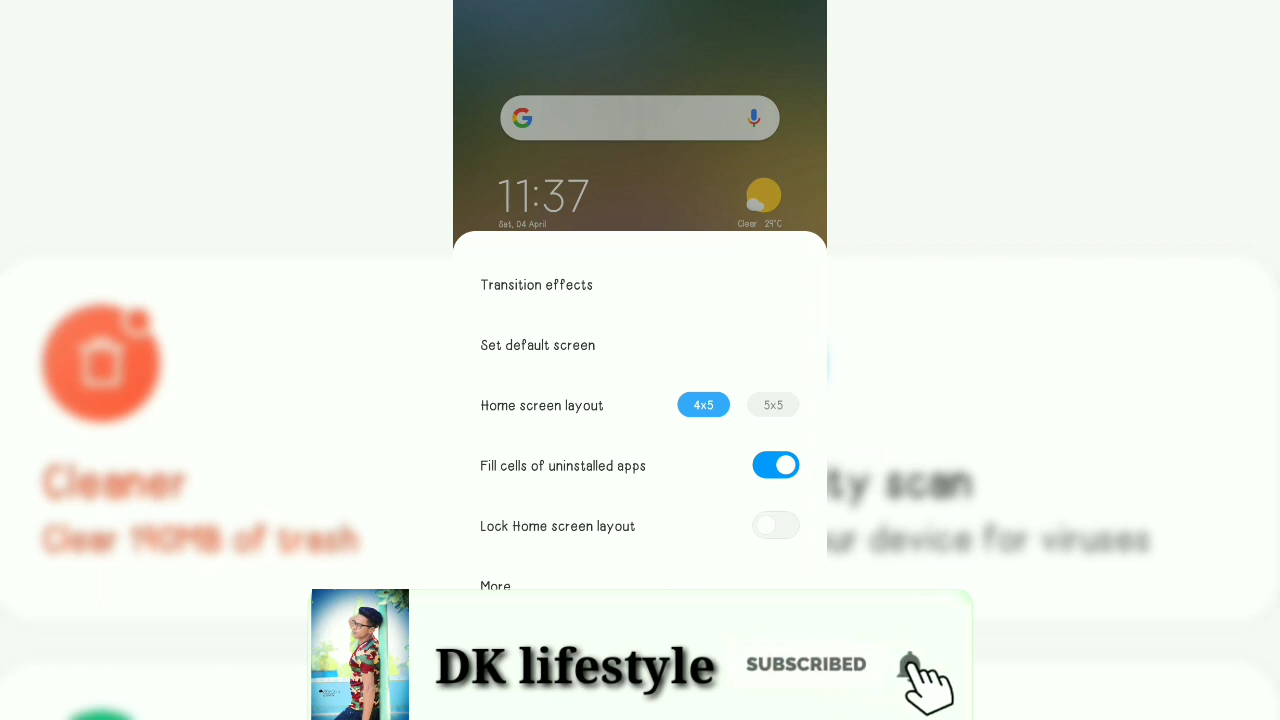 11:37
Sat, 04 April
Clear 29°C
Transition effects
Set default screen
Home screen layout 4x5 5x5
Fill cells of uninstalled apps
Lock Home screen layout
More
Cleaner
Clear 190MB of trash
ty scan
ur device for viruses
DK lifestyle SUBSCRIBED